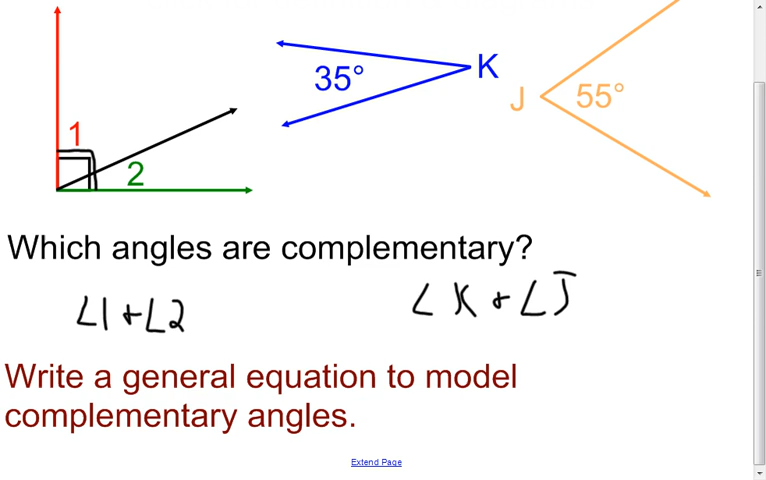 1
2
35°
K
J
55°
Which angles are complementary?
∠1 + ∠2
∠K + ∠J
Write a general equation to model
complementary angles.
Extend Page